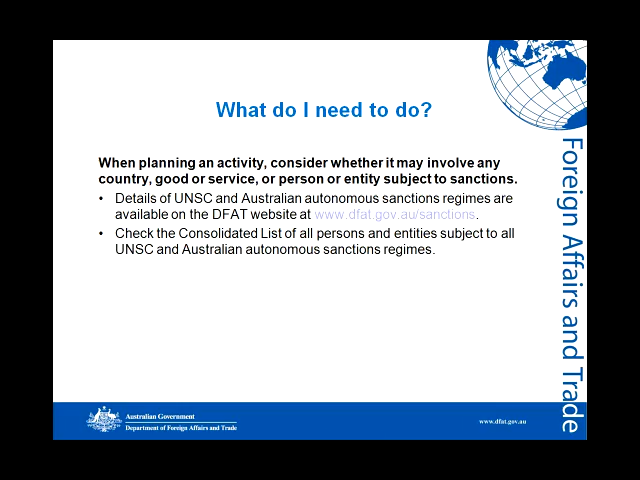 What do I need to do?
When planning an activity, consider whether it may involve any
country, good or service, or person or entity subject to sanctions.
• Details of UNSC and Australian autonomous sanctions regimes are
available on the DFAT website at www.dfat.gov.au/sanctions.
• Check the Consolidated List of all persons and entities subject to all
UNSC and Australian autonomous sanctions regimes.
Foreign Affairs and Trade
Australian Government
Department of Foreign Affairs and Trade
www.dfat.gov.au